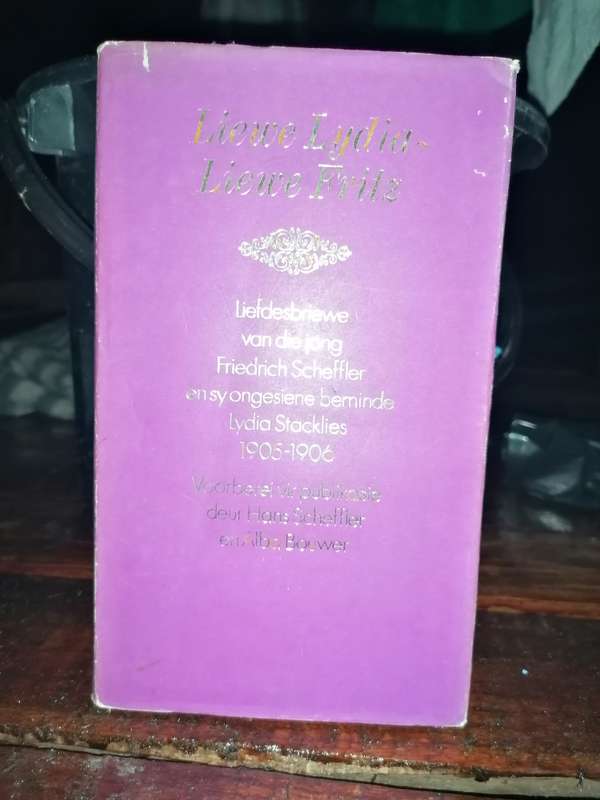 Liewe Lydia-
Liewe Fritz
Liefdesbriewe
van die jong
Friedrich Scheffler
en sy ongesiene beminde
Lydia Stacklies
1905-1906
Voorberei vir publikasie
deur Hans Scheffler
en Alba Bouwer